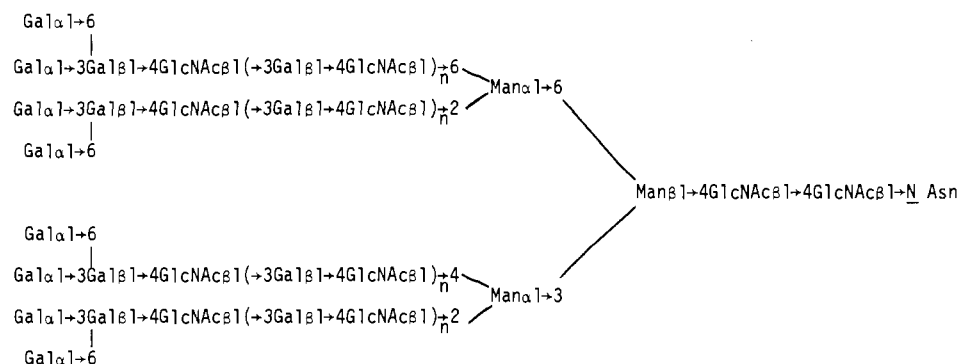 Galα1→6
Galα1→3Galβ1→4GlcNAcβ1(→3Galβ1→4GlcNAcβ1)n→6
Manα1→6
Galα1→3Galβ1→4GlcNAcβ1(→3Galβ1→4GlcNAcβ1)n→2
Galα1→6
Manβ1→4GlcNAcβ1→4GlcNAcβ1→N Asn
Galα1→6
Galα1→3Galβ1→4GlcNAcβ1(→3Galβ1→4GlcNAcβ1)n→4
Manα1→3
Galα1→3Galβ1→4GlcNAcβ1(→3Galβ1→4GlcNAcβ1)n→2
Galα1→6